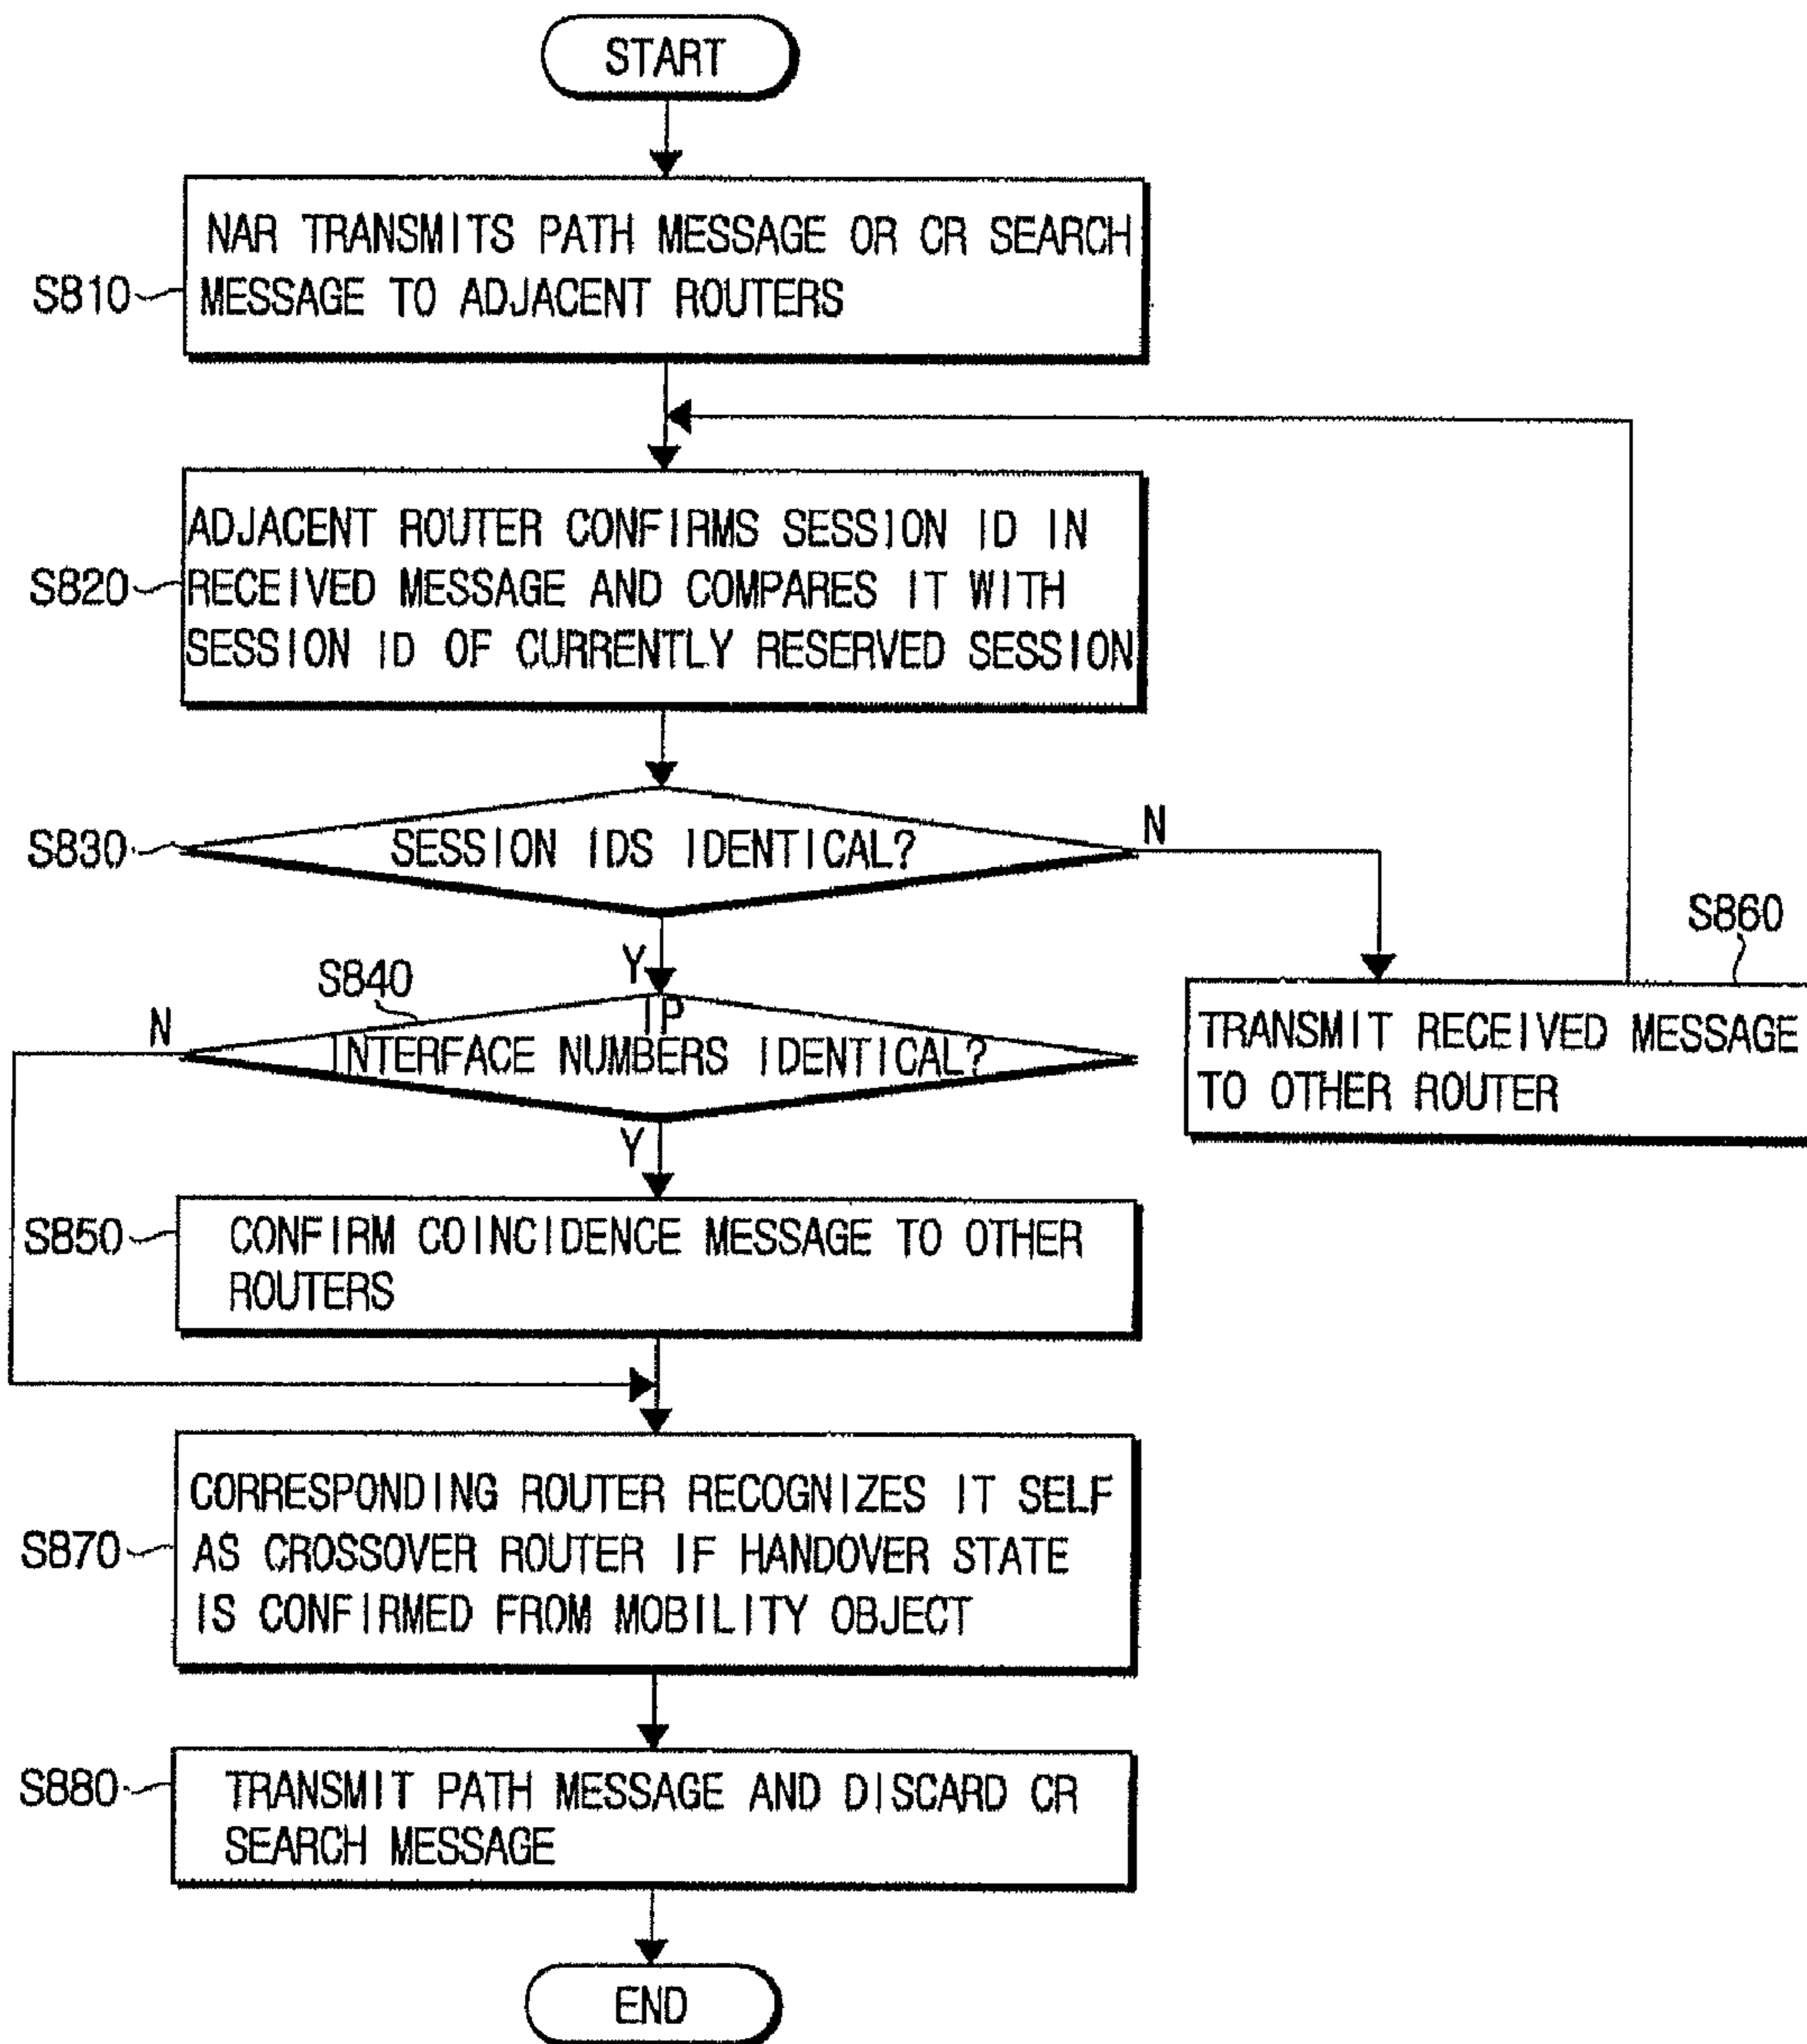 START
NAR TRANSMITS PATH MESSAGE OR CR SEARCH
MESSAGE TO ADJACENT ROUTERS
S810
ADJACENT ROUTER CONFIRMS SESSION ID IN
RECEIVED MESSAGE AND COMPARES IT WITH
SESSION ID OF CURRENTLY RESERVED SESSION
S820
SESSION IDS IDENTICAL?
S830
N
Y
S860
TRANSMIT RECEIVED MESSAGE
TO OTHER ROUTER
S840
N
IP
INTERFACE NUMBERS IDENTICAL?
Y
S850
CONFIRM COINCIDENCE MESSAGE TO OTHER
ROUTERS
CORRESPONDING ROUTER RECOGNIZES IT SELF
AS CROSSOVER ROUTER IF HANDOVER STATE
IS CONFIRMED FROM MOBILITY OBJECT
S870
TRANSMIT PATH MESSAGE AND DISCARD CR
SEARCH MESSAGE
S880
END